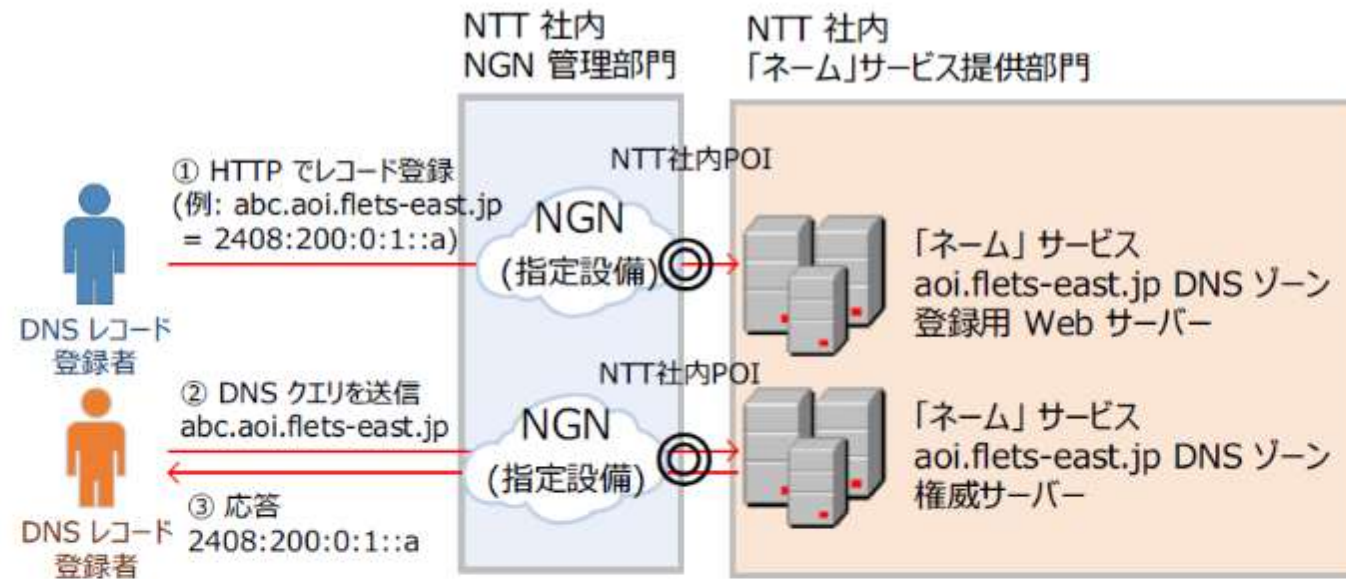 NTT 社内
NGN 管理部門
NTT 社内
「ネーム」サービス提供部門
① HTTP でレコード登録
(例: abc.aoi.flets-east.jp
= 2408:200:0:1::a)
NTT社内POI
NGN
(指定設備)
「ネーム」 サービス
aoi.flets-east.jp DNS ゾーン
登録用 Web サーバー
DNS レコード
登録者
② DNS クエリを送信
abc.aoi.flets-east.jp
NTT社内POI
NGN
(指定設備)
「ネーム」 サービス
aoi.flets-east.jp DNS ゾーン
権威サーバー
③ 応答
2408:200:0:1::a
DNS レコード
登録者